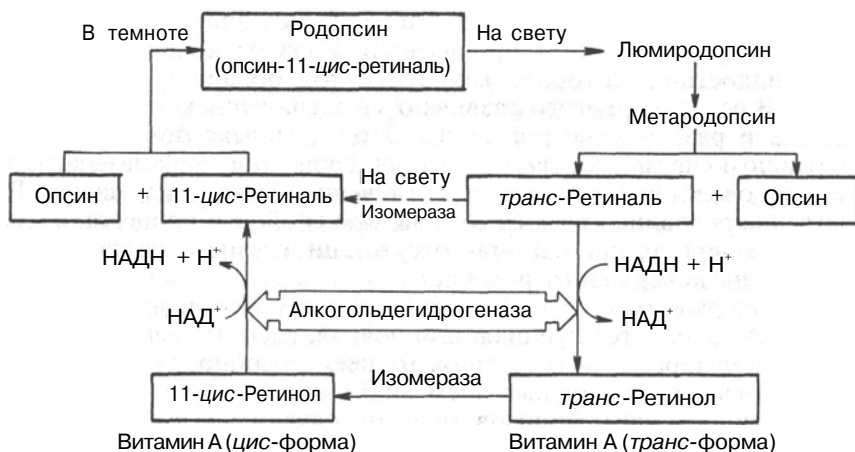 В темноте
Родопсин
(опсин-11-цис-ретиналь)
На свету
Люмиродопсин
Метародопсин
Опсин + 11-цис-Ретиналь
На свету
Изомераза
транс-Ретиналь + Опсин
НАДН + Н⁺
НАД⁺
Алкогольдегидрогеназа
НАДН + Н⁺
НАД⁺
11-цис-Ретинол
Изомераза
транс-Ретинол
Витамин А (цис-форма)
Витамин А (транс-форма)